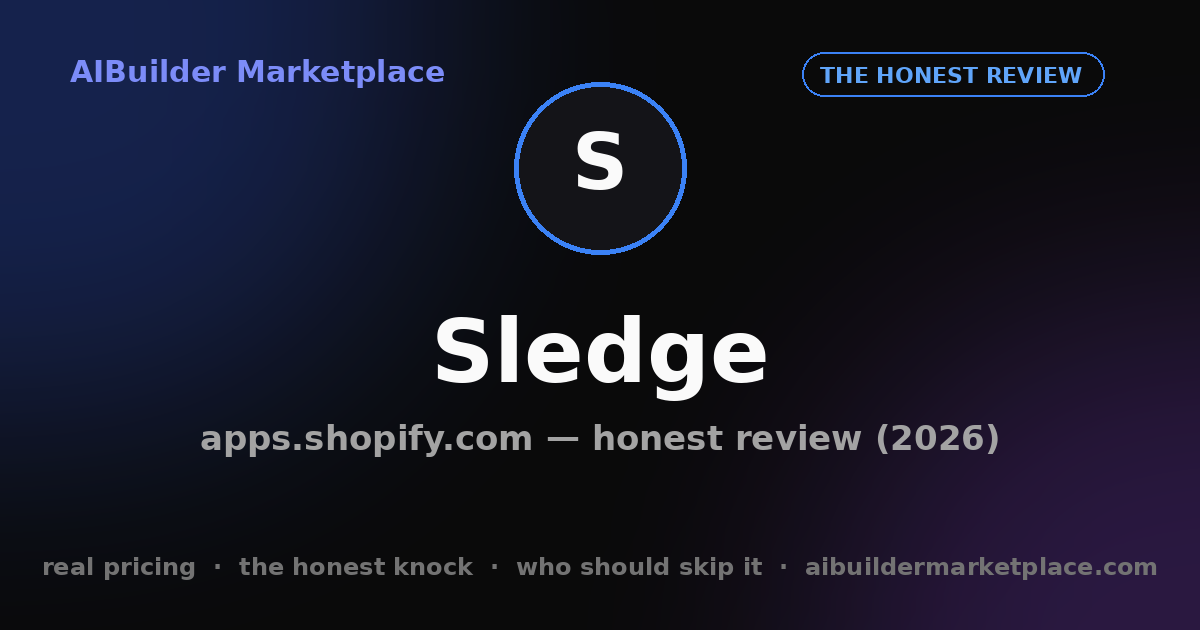 AIBuilder Marketplace
THE HONEST REVIEW
S
Sledge
apps.shopify.com — honest review (2026)
real pricing · the honest knock · who should skip it · aibuildermarketplace.com